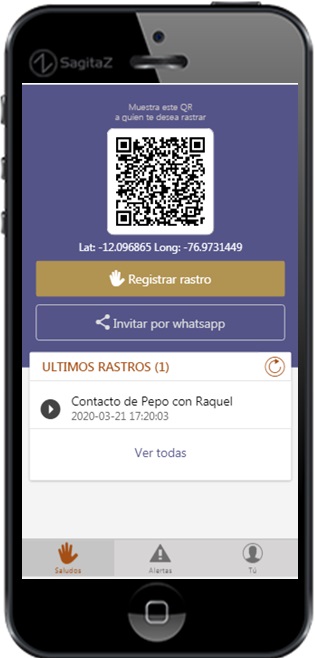 SagitaZ
Muestra este QR
a quien te desea rastrar
Lat: -12.096865 Long: -76.9731449
Registrar rastro
Invitar por whatsapp
ULTIMOS RASTROS (1)
Contacto de Pepo con Raquel
2020-03-21 17:20:03
Ver todas
Saludos Alertas Tú